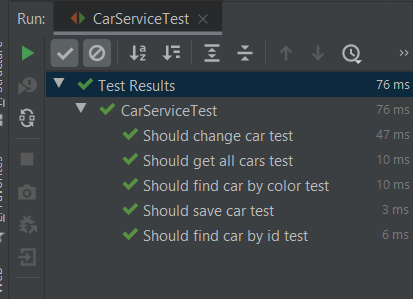 Run: CarServiceTest ×
Test Results 76 ms
CarServiceTest 76 ms
Should change car test 47 ms
Should get all cars test 10 ms
Should find car by color test 10 ms
Should save car test 3 ms
Should find car by id test 6 ms